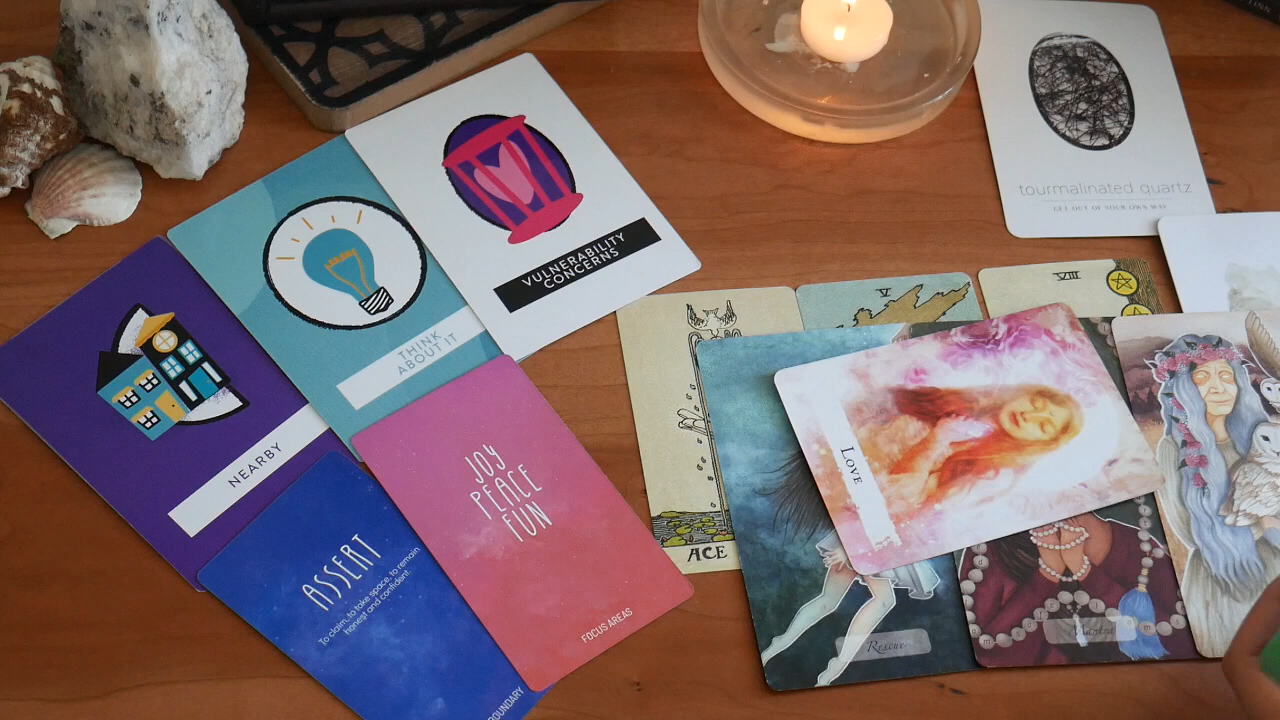 VULNERABILITY
CONCERNS
THINK
ABOUT IT
NEARBY
ASSERT
To claim, to take space, to remain
honest and confident.
JOY
PEACE
FUN
FOCUS AREAS
tourmalinated quartz
GET OUT OF YOUR OWN WAY
V
VIII
ACE
LOVE
Rescue
Mantra